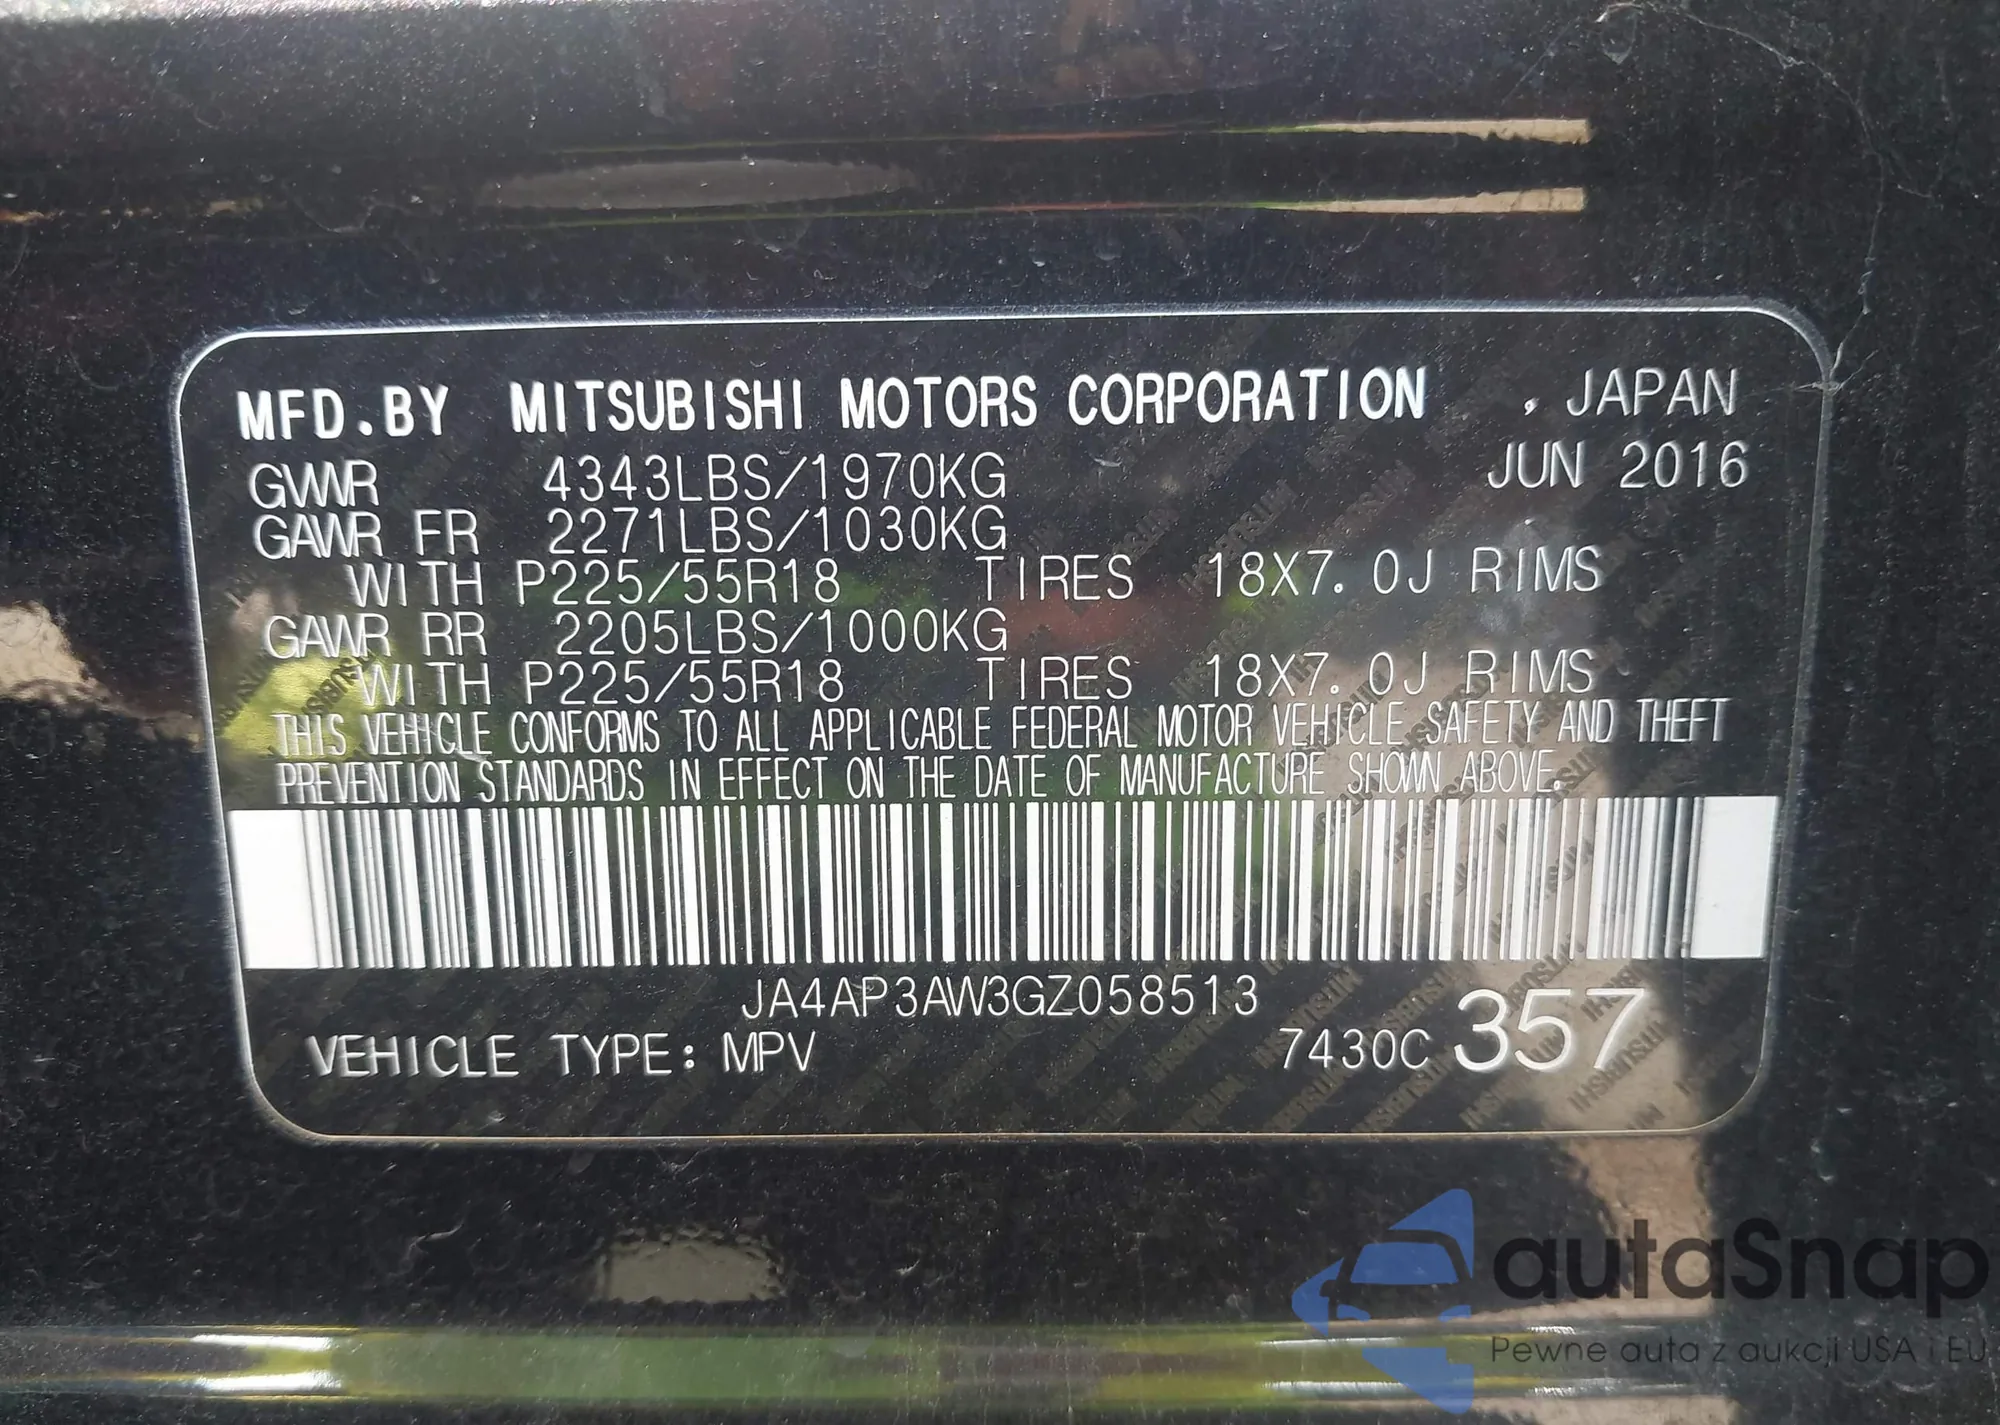 MFD.BY MITSUBISHI MOTORS CORPORATION , JAPAN
GVWR 4343LBS/1970KG JUN 2016
GAWR FR 2271LBS/1030KG
WITH P225/55R18 TIRES 18X7.0J RIMS
GAWR RR 2205LBS/1000KG
WITH P225/55R18 TIRES 18X7.0J RIMS
THIS VEHICLE CONFORMS TO ALL APPLICABLE FEDERAL MOTOR VEHICLE SAFETY AND THEFT
PREVENTION STANDARDS IN EFFECT ON THE DATE OF MANUFACTURE SHOWN ABOVE.
JA4AP3AW3GZ058513
VEHICLE TYPE: MPV 7430C 357
autaSnap
Pewne auta z aukcji USA i EU